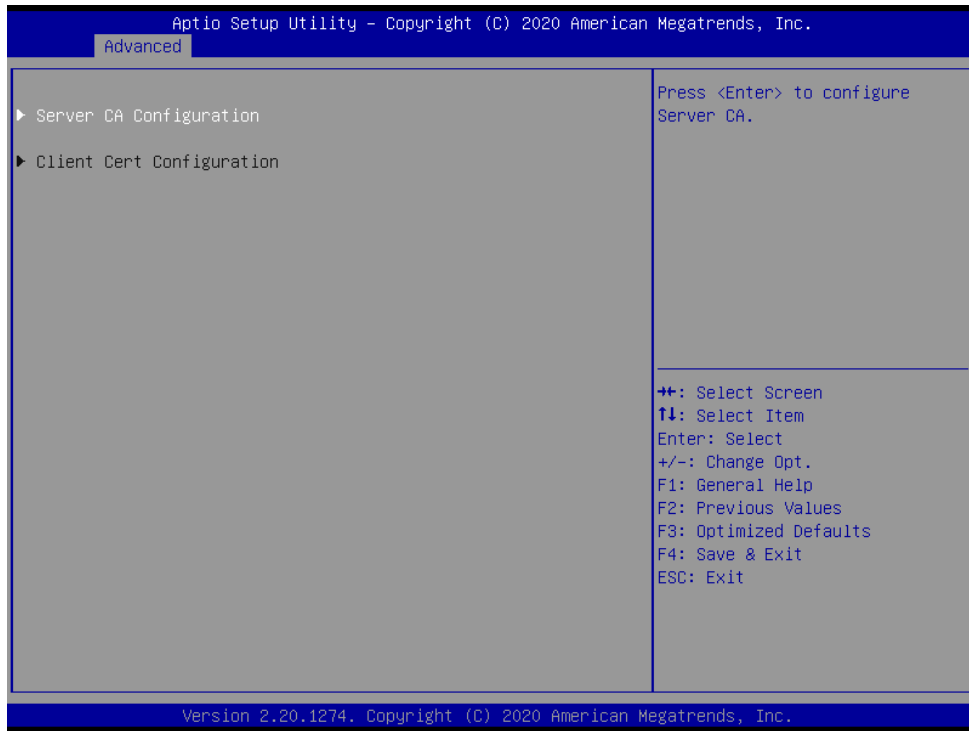 Aptio Setup Utility – Copyright (C) 2020 American Megatrends, Inc.
Advanced
▶ Server CA Configuration
▶ Client Cert Configuration
Press <Enter> to configure
Server CA.
→←: Select Screen
↑↓: Select Item
Enter: Select
+/-: Change Opt.
F1: General Help
F2: Previous Values
F3: Optimized Defaults
F4: Save & Exit
ESC: Exit
Version 2.20.1274. Copyright (C) 2020 American Megatrends, Inc.